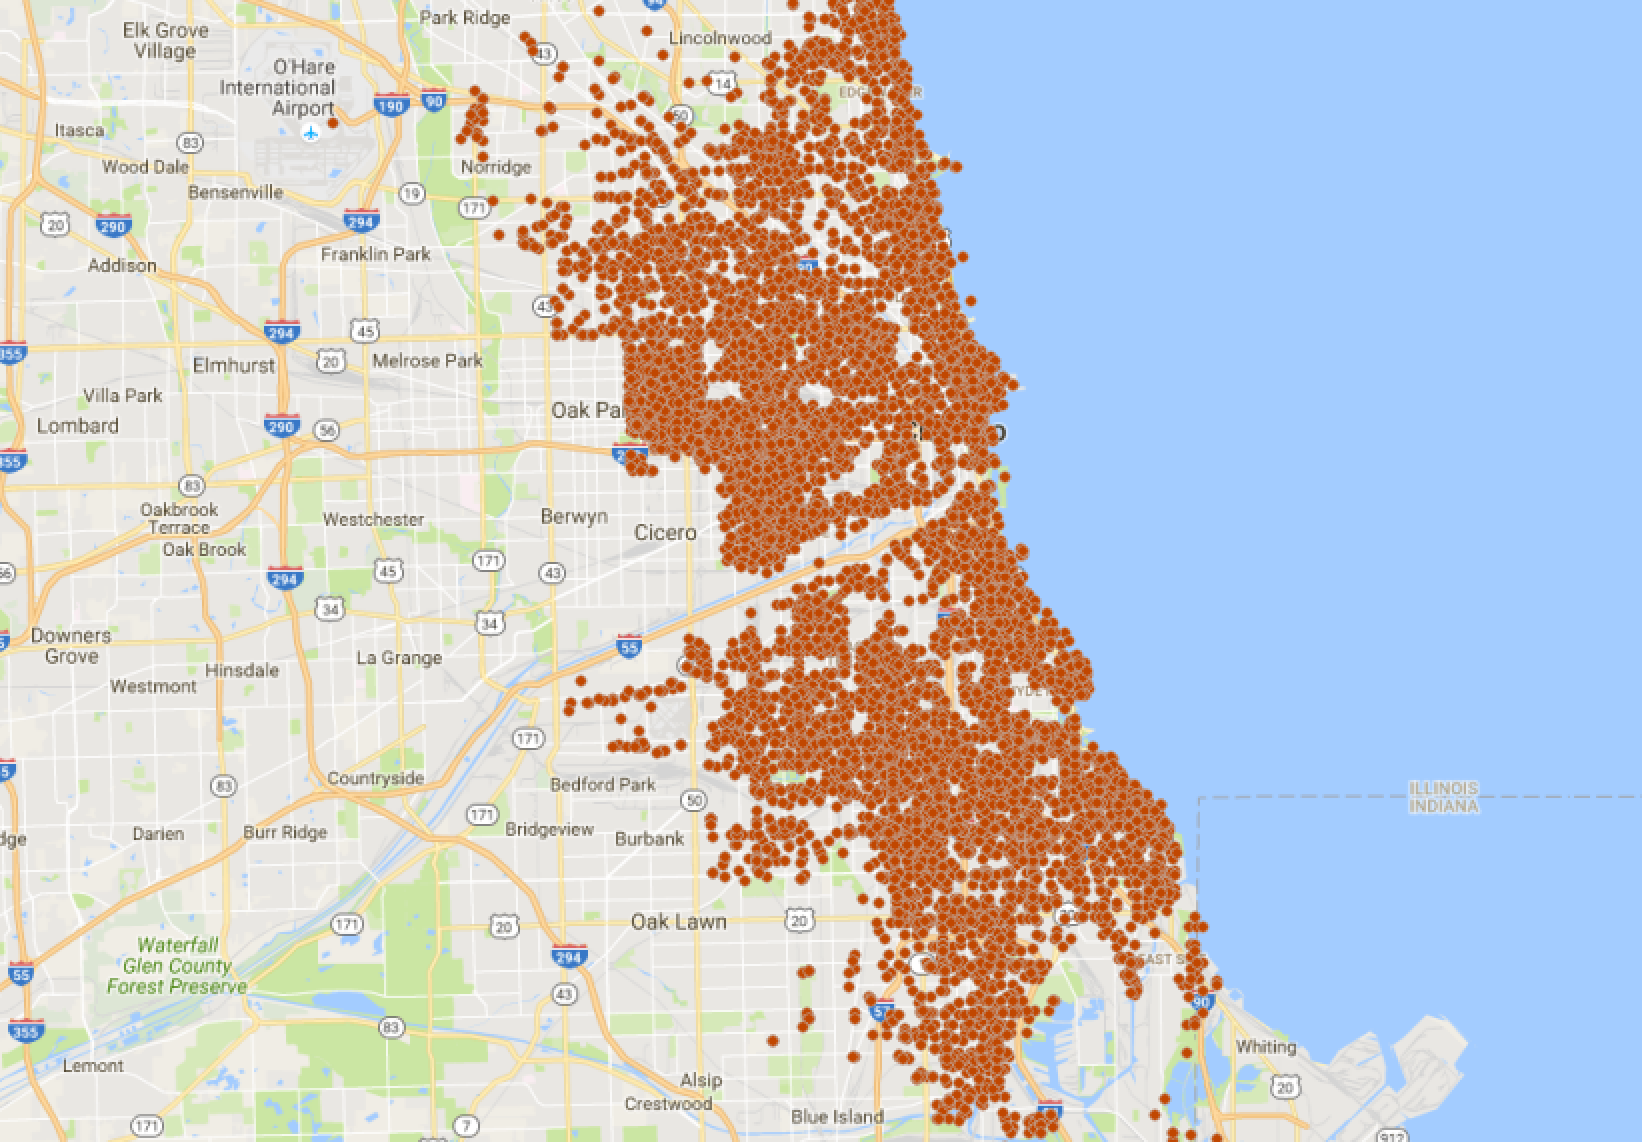 Park Ridge
Elk Grove
Village
Lincolnwood
43
O'Hare
International
Airport
14
190
90
50
Itasca
83
Wood Dale
Norridge
Bensenville
19
171
20
290
294
Franklin Park
Addison
43
294
45
355
Elmhurst
20
Melrose Park
Villa Park
Oak Pa
Lombard
290
56
355
83
Oakbrook
Terrace
Westchester
Berwyn
Cicero
Oak Brook
171
45
43
294
34
34
Downers
Grove
55
La Grange
Hinsdale
Westmont
171
Countryside
83
Bedford Park
ILLINOIS
INDIANA
50
171
Bridgeview
Darien
Burr Ridge
Burbank
171
20
Oak Lawn
20
Waterfall
Glen County
Forest Preserve
294
EAST S
55
43
90
355
83
Whiting
Lemont
Alsip
20
Crestwood
Blue Island
171
7
912